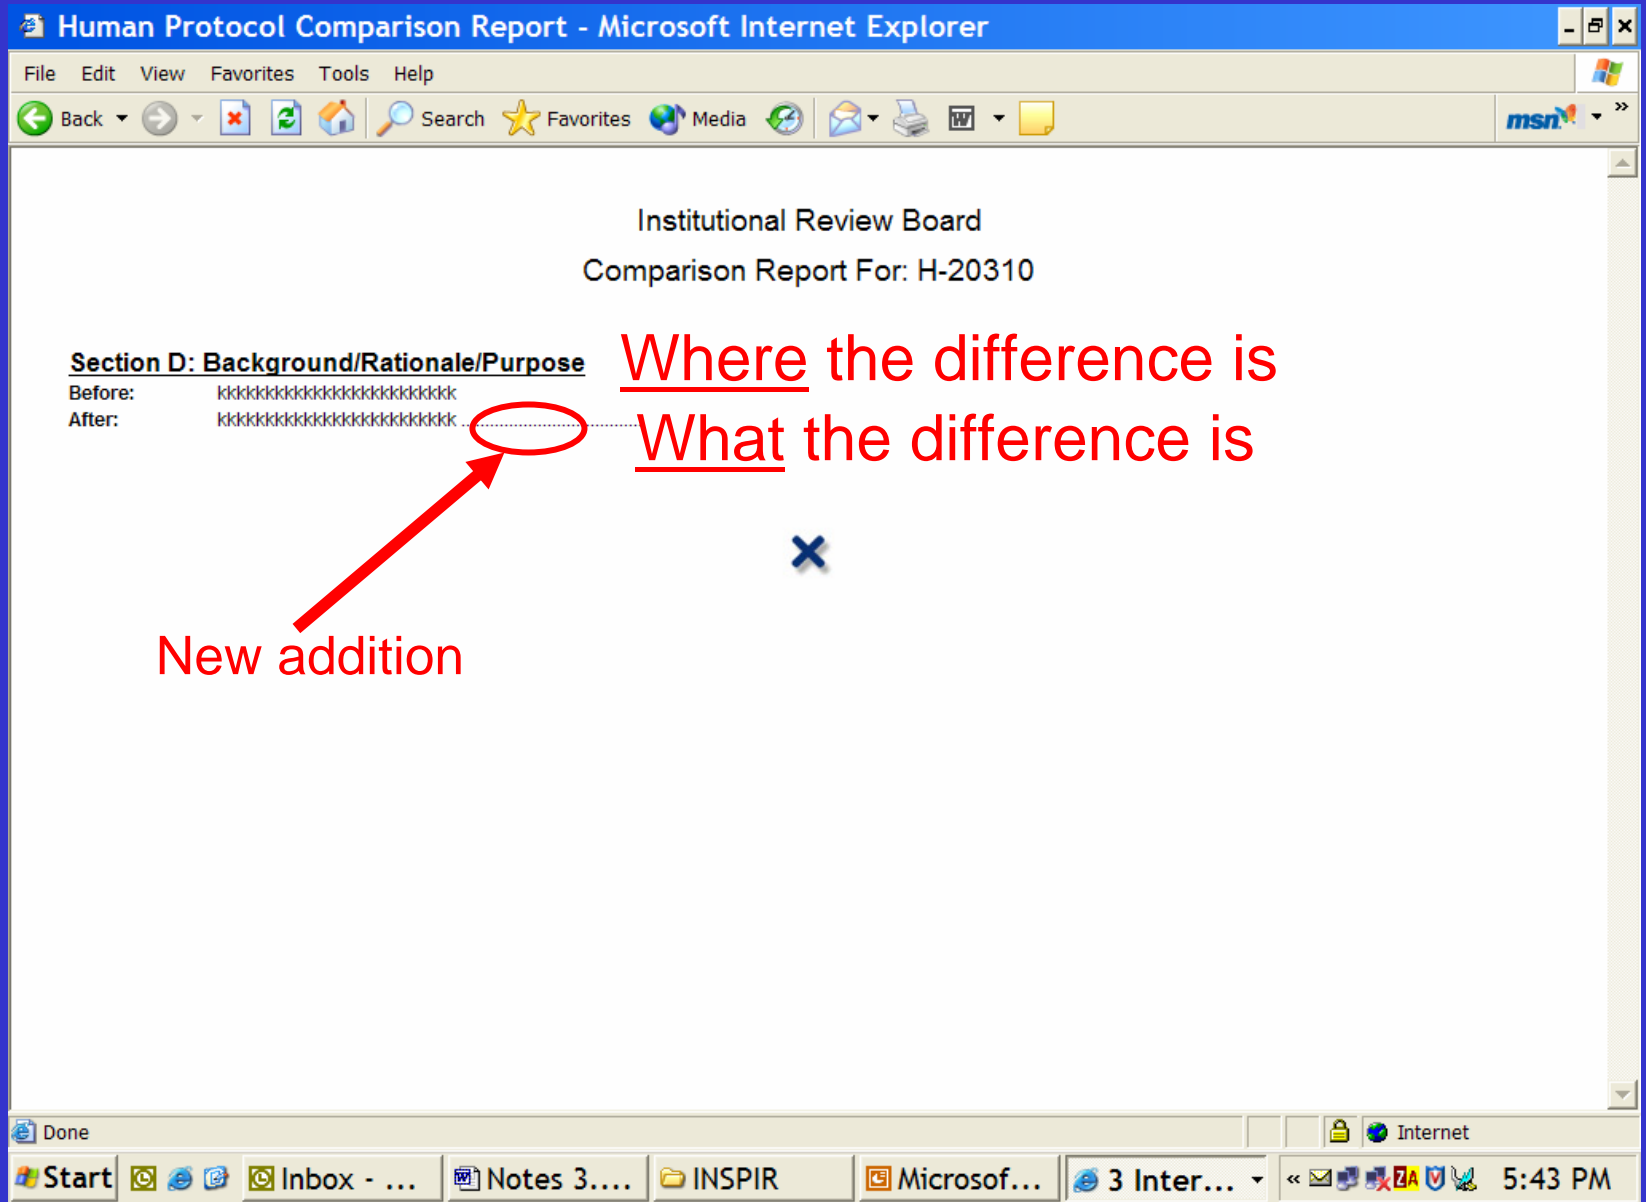 Human Protocol Comparison Report - Microsoft Internet Explorer
File Edit View Favorites Tools Help
Back Search Favorites Media msn »
Institutional Review Board
Comparison Report For: H-20310
Section D: Background/Rationale/Purpose
Where the difference is
Before: kkkkkkkkkkkkkkkkkkkkkkkkk
After: kkkkkkkkkkkkkkkkkkkkkkkkk ........................................
What the difference is
New addition
Done Internet
Start Inbox - ... Notes 3.... INSPIR Microsof... 3 Inter... « ZA 5:43 PM